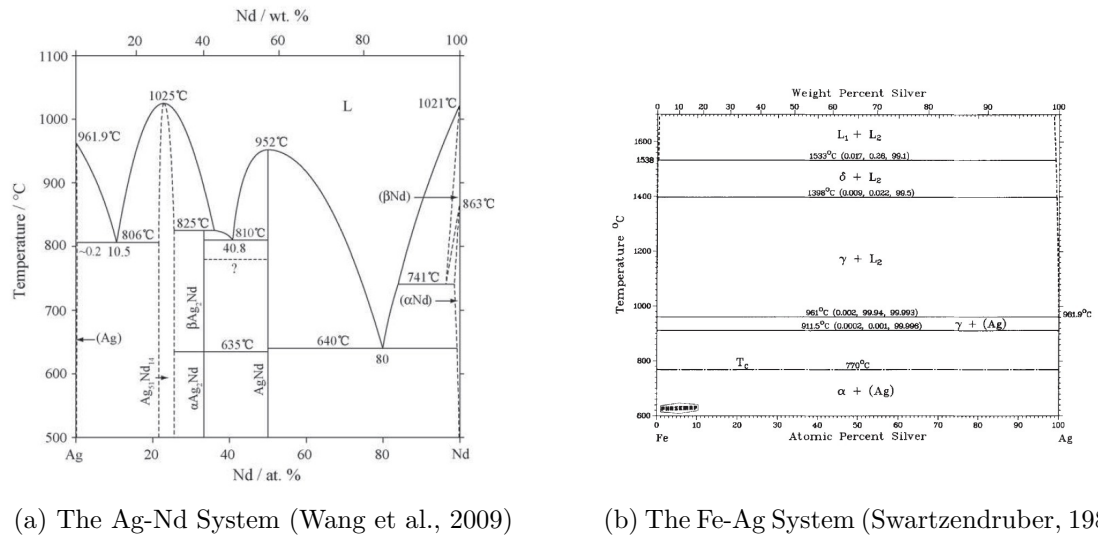 Nd / wt. %
0 20 40 60 80 100
1100
1000
900
800
700
600
500
Temperature / °C
1025℃
L
1021℃
961.9℃
952℃
(βNd)
863℃
825℃
810℃
806℃
~0.2 10.5
40.8
?
741℃
(αNd)
βAg₂Nd
(Ag)
635℃
640℃
80
Ag₅₁Nd₁₄
αAg₂Nd
AgNd
Ag 20 40 60 80 Nd
Nd / at. %
(a) The Ag-Nd System (Wang et al., 2009)
Weight Percent Silver
0 10 20 30 40 50 60 70 80 90 100
L₁ + L₂
1600
1538
1533°C (0.017, 0.28, 99.1)
δ + L₂
1398°C (0.009, 0.022, 99.5)
1400
Temperature °C
1200
γ + L₂
1000
961°C (0.002, 99.94, 99.993)
961.9°C
911.5°C (0.0002, 0.001, 99.996)
γ + (Ag)
800
T_C
770°C
α + (Ag)
600
0 10 20 30 40 50 60 70 80 90 100
Fe
Atomic Percent Silver
Ag
(b) The Fe-Ag System (Swartzendruber, 198